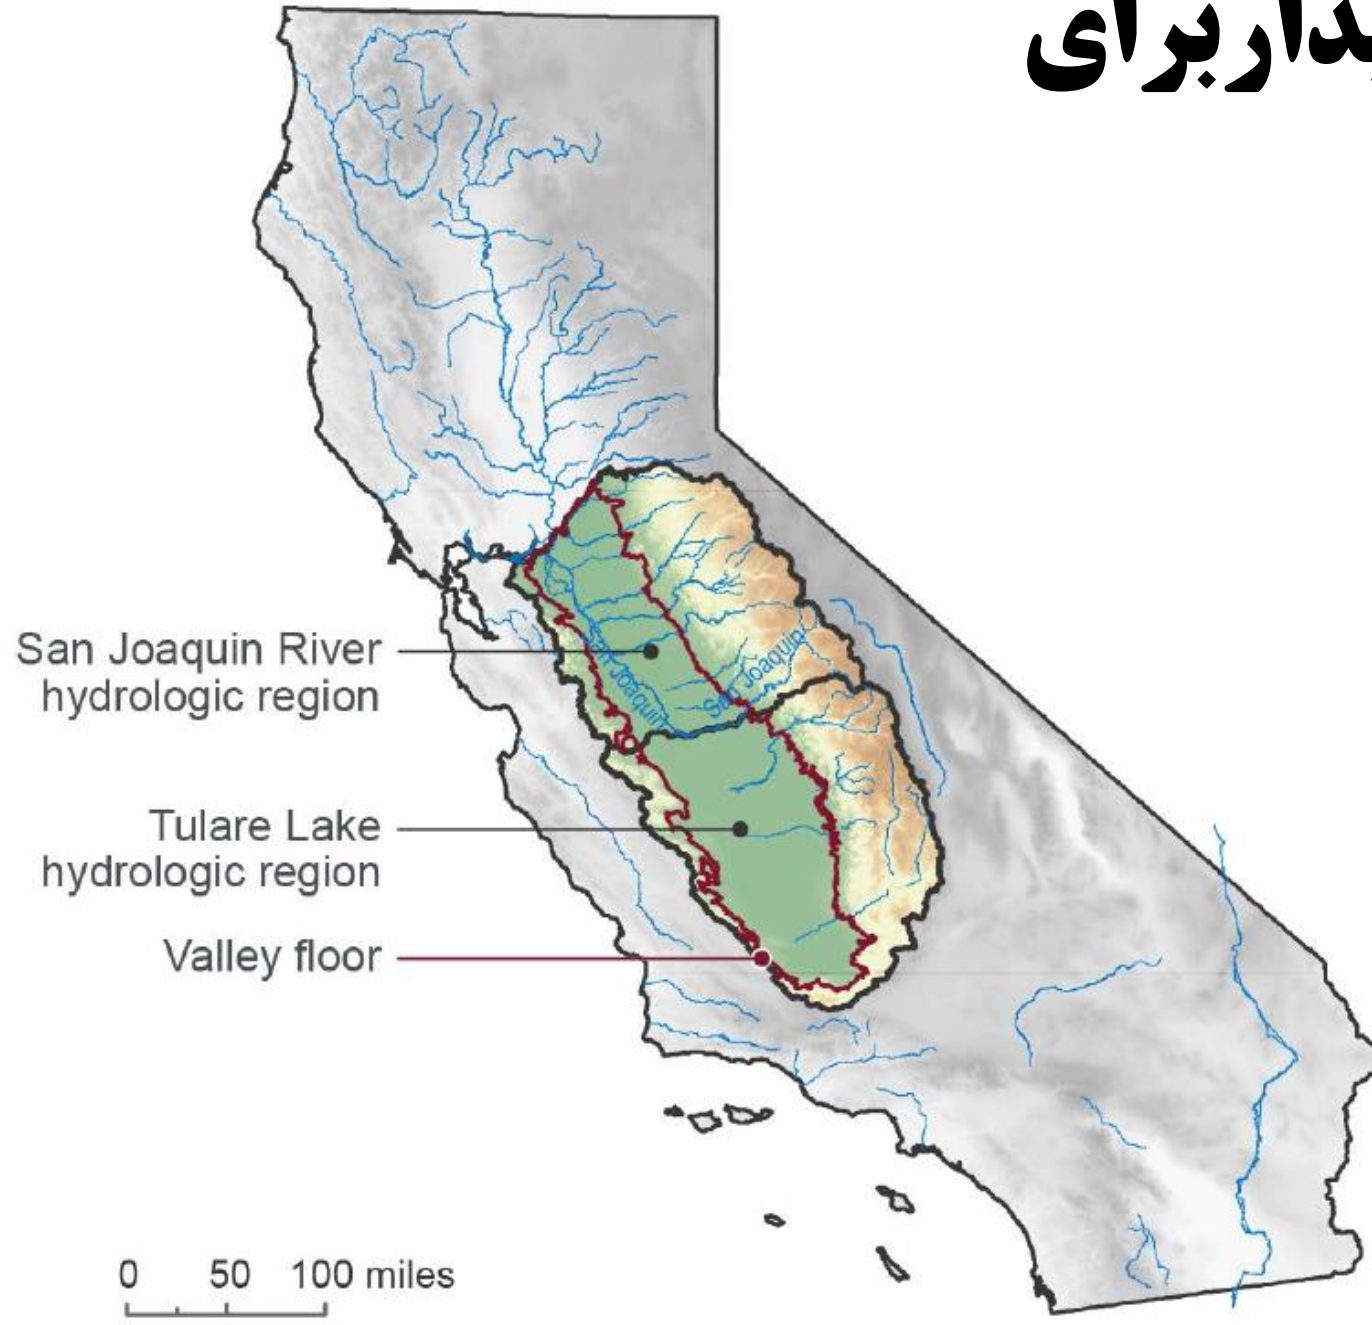 برای
San Joaquin River
hydrologic region
San Joaquin
San Joaquin
Tulare Lake
hydrologic region
Valley floor
0 50 100 miles